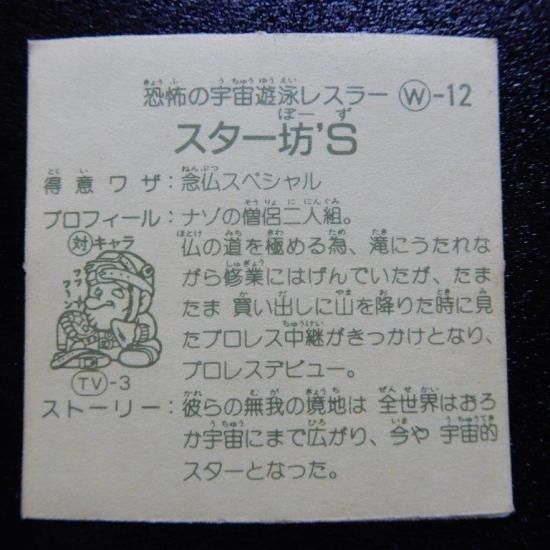 恐怖の宇宙遊泳レスラー Ⓦ-12
スター坊'S
得意ワザ:念仏スペシャル
プロフィール:ナゾの僧侶二人組。
仏の道を極める為、滝にうたれな
がら修業にはげんでいたが、たま
たま 買い出しに山を降りた時に見
たプロレス中継がきっかけとなり、
プロレスデビュー。
対キャラ
TV-3
ストーリー:彼らの無我の境地は 全世界はおろ
か宇宙にまで広がり、今や 宇宙的
スターとなった。